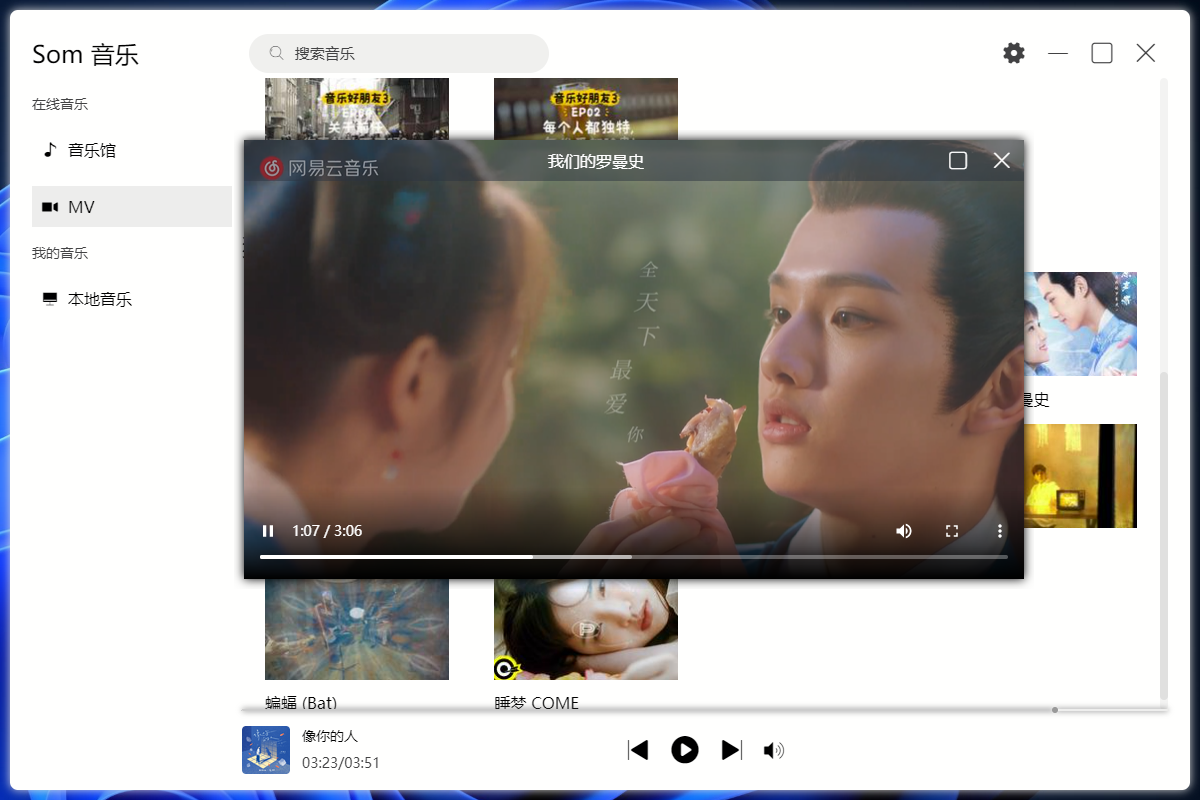 Som 音乐
搜索音乐
在线音乐
音乐馆
MV
我的音乐
本地音乐
音乐好朋友3
音乐好朋友3
EP02：
每个人都独特,
网易云音乐
我们的罗曼史
全
天
下
最
爱
你
1:07 / 3:06
曼史
蝙蝠 (Bat)
睡梦 COME
像你的人
03:23/03:51